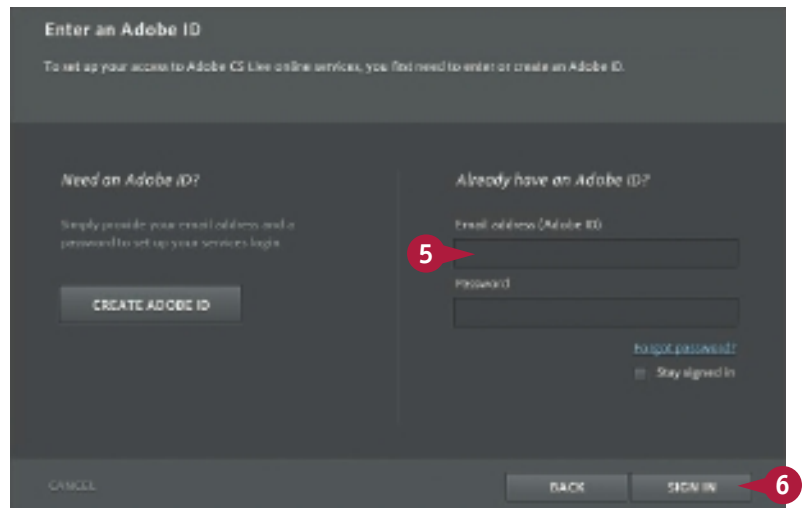 Enter an Adobe ID
To set up your access to Adobe CS Live online services, you first need to enter or create an Adobe ID.
Need an Adobe ID?
Simply provide your email address and a
password to set up your services login
CREATE ADOBE ID
Already have an Adobe ID?
Email address (Adobe ID)
5
Password
Forgot password?
Stay signed in
CANCEL
BACK
SIGN IN
6